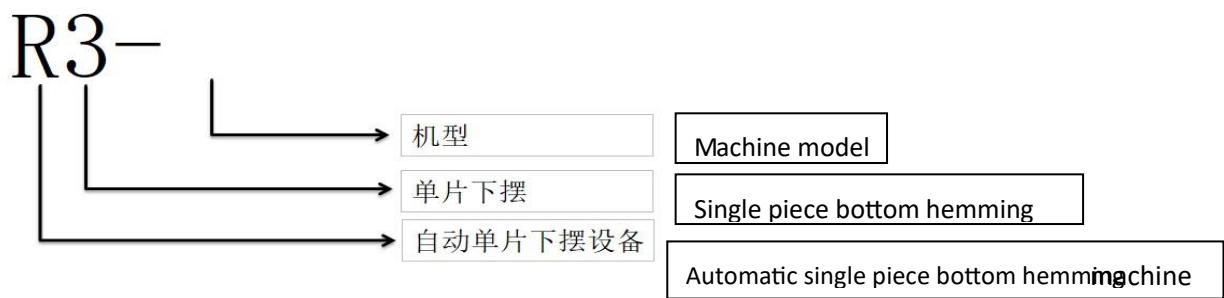 R3-
机型
Machine model
单片下摆
Single piece bottom hemming
自动单片下摆设备
Automatic single piece bottom hemming machine